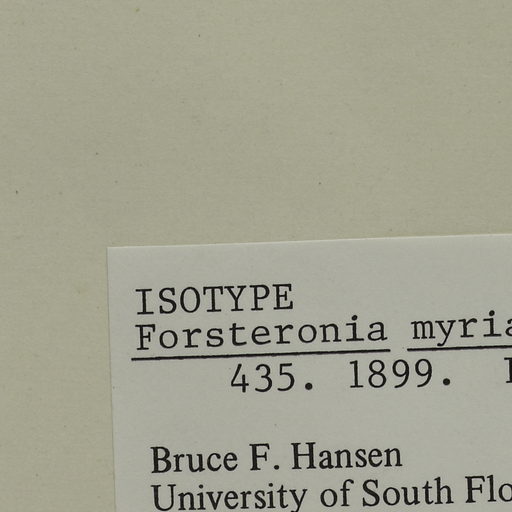 ISOTYPE
Forsteronia myria
435. 1899.
Bruce F. Hansen
University of South Flo